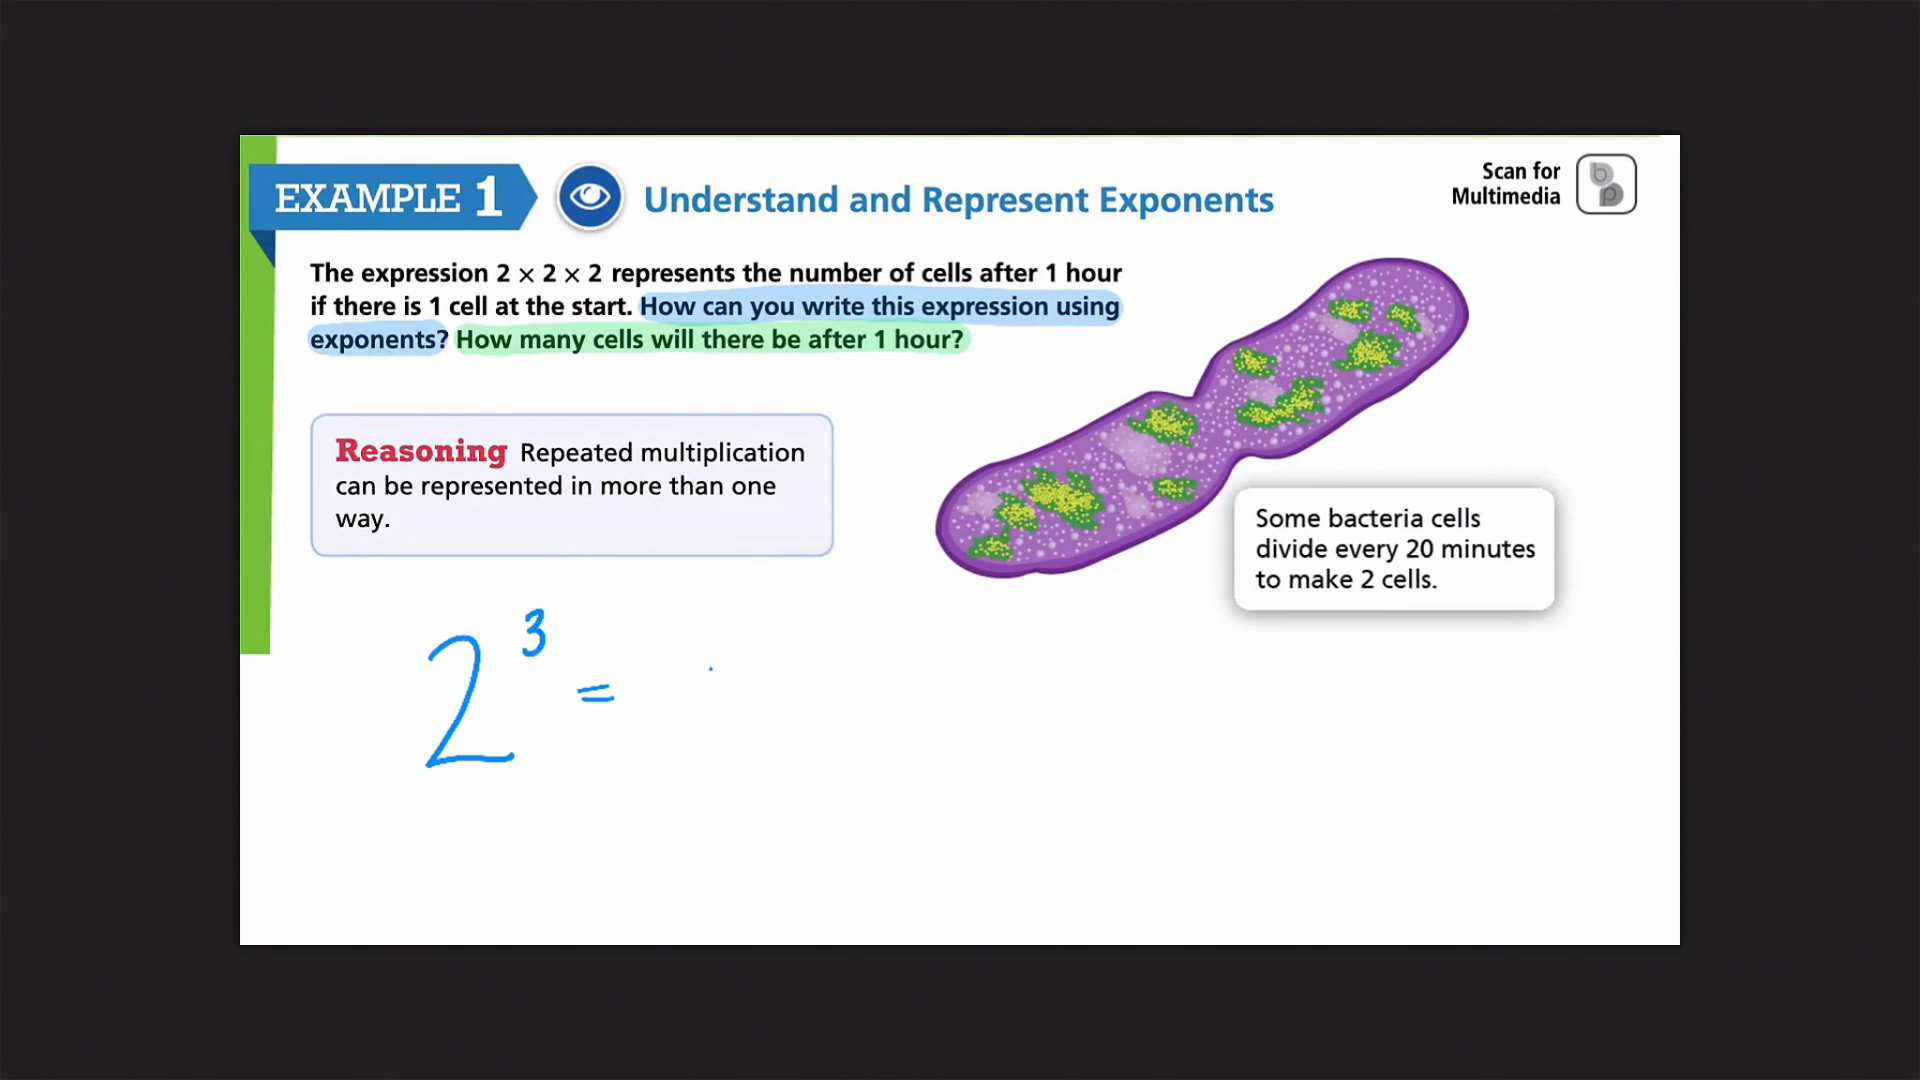 EXAMPLE 1
Understand and Represent Exponents
Scan for
Multimedia
bp
The expression 2 × 2 × 2 represents the number of cells after 1 hour
if there is 1 cell at the start. How can you write this expression using
exponents? How many cells will there be after 1 hour?
Reasoning Repeated multiplication
can be represented in more than one
way.
Some bacteria cells
divide every 20 minutes
to make 2 cells.
2³ =